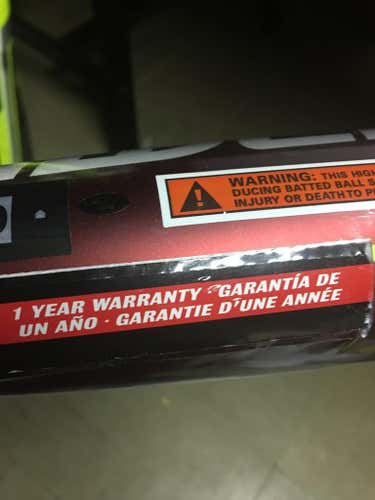 WARNING: THIS HIGH
DUCING BATTED BALL S
INJURY OR DEATH TO P
1 YEAR WARRANTY · GARANTÍA DE
UN AÑO · GARANTIE D'UNE ANNÉE